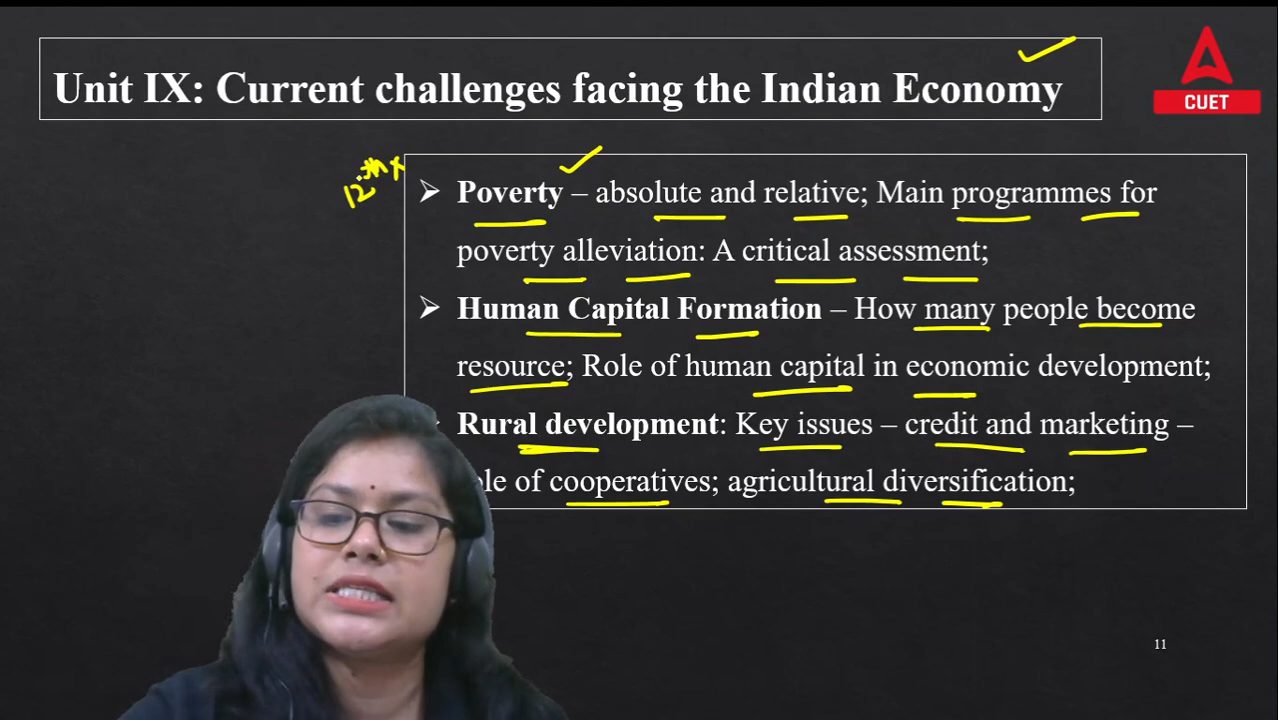 Unit IX: Current challenges facing the Indian Economy
CUET
12
➢ Poverty – absolute and relative; Main programmes for
poverty alleviation: A critical assessment;
➢ Human Capital Formation – How many people become
resource; Role of human capital in economic development;
Rural development: Key issues – credit and marketing –
ole of cooperatives; agricultural diversification;
11